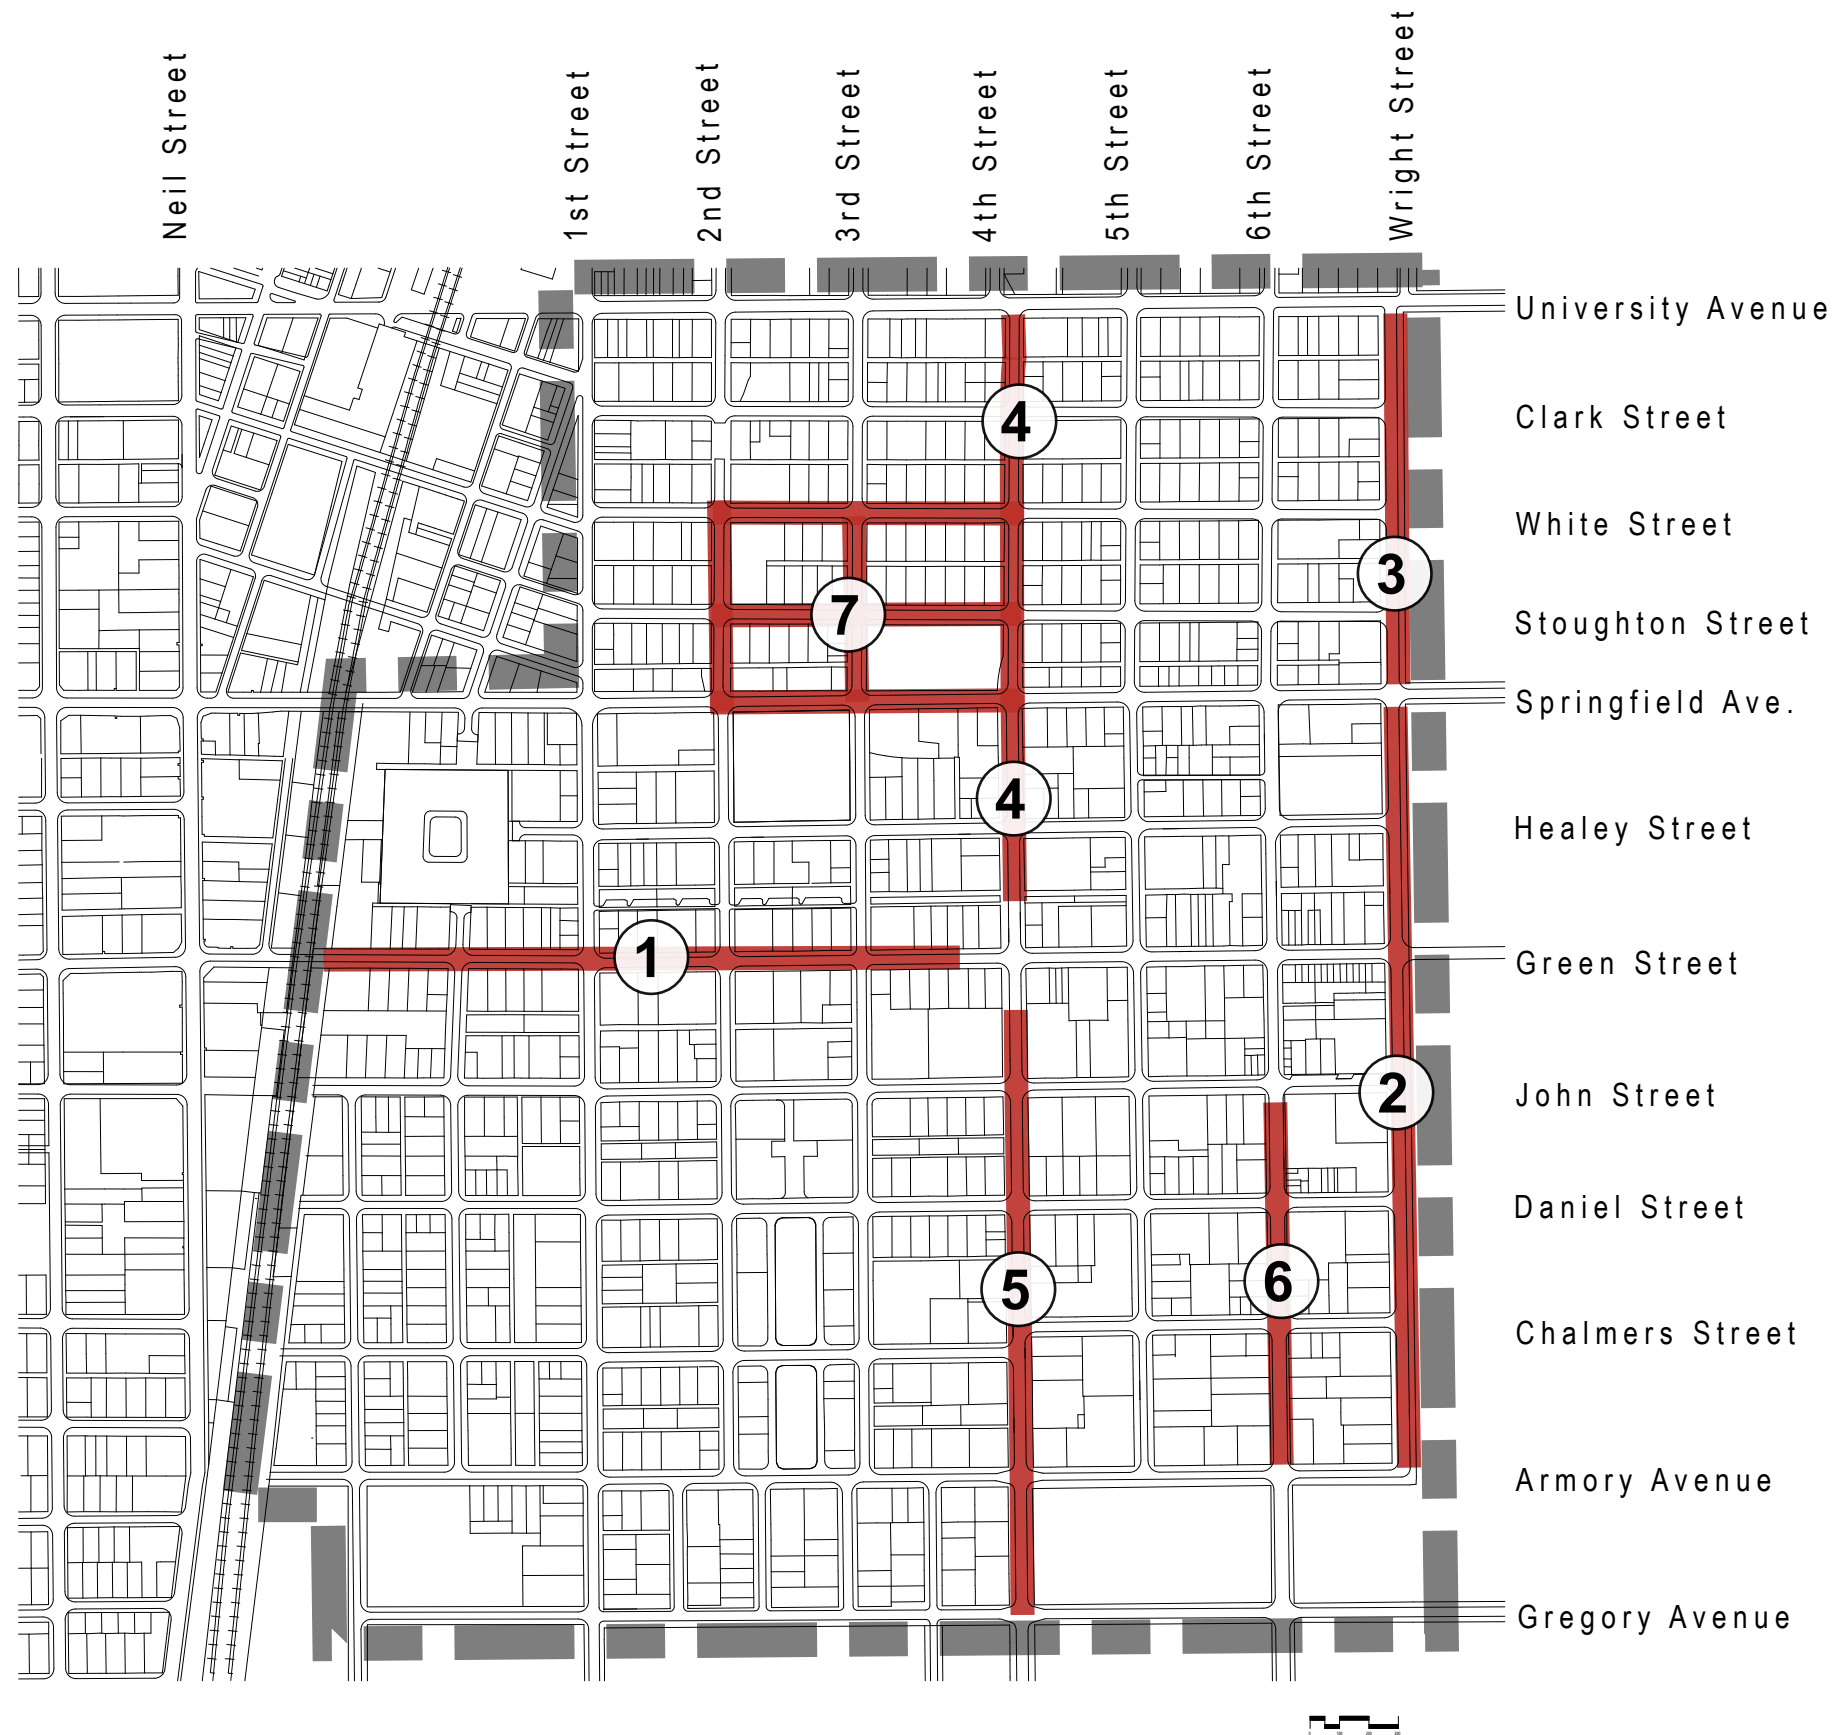 Neil Street
1st Street
2nd Street
3rd Street
4th Street
5th Street
6th Street
Wright Street
University Avenue
4
Clark Street
White Street
3
7
Stoughton Street
Springfield Ave.
4
Healey Street
1
Green Street
2
John Street
Daniel Street
5
6
Chalmers Street
Armory Avenue
Gregory Avenue